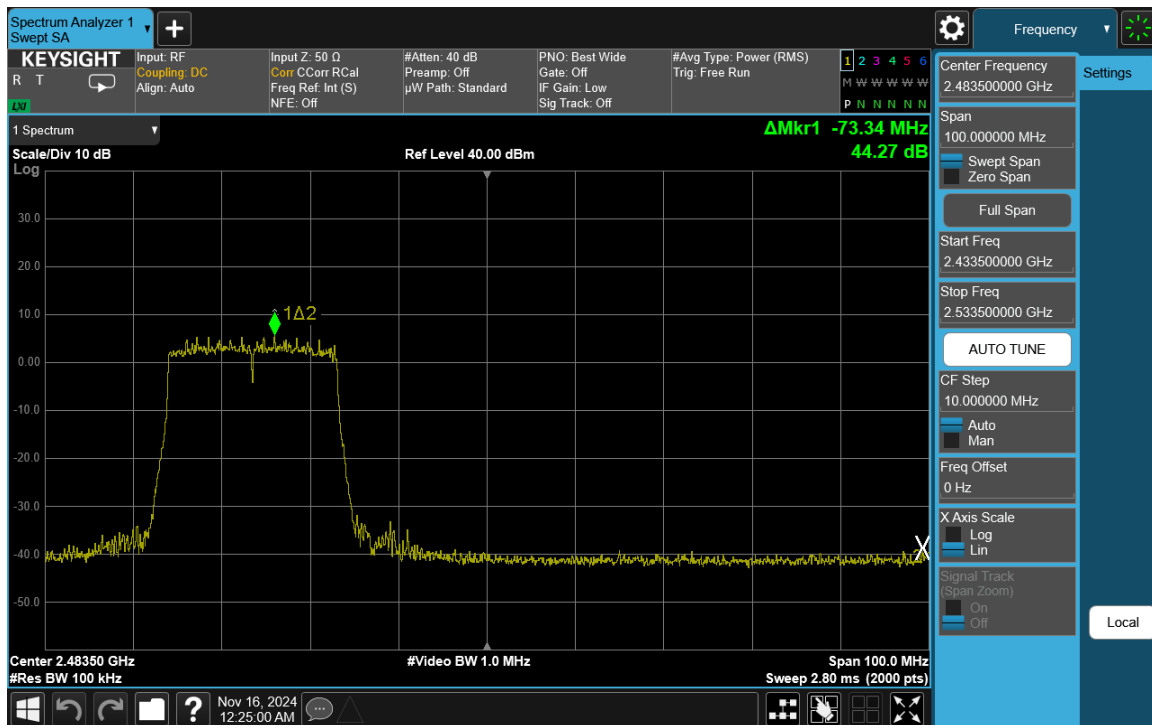 Spectrum Analyzer 1
Swept SA
Frequency
KEYSIGHT
R T
LXI
Input: RF
Coupling: DC
Align: Auto
Input Z: 50 Ω
Corr CCorr RCal
Freq Ref: Int (S)
NFE: Off
#Atten: 40 dB
Preamp: Off
µW Path: Standard
PNO: Best Wide
Gate: Off
IF Gain: Low
Sig Track: Off
#Avg Type: Power (RMS)
Trig: Free Run
1 2 3 4 5 6
M W W W W W
P N N N N N
1 Spectrum
Scale/Div 10 dB
Log
Ref Level 40.00 dBm
ΔMkr1 -73.34 MHz
44.27 dB
30.0
20.0
10.0
0.00
-10.0
-20.0
-30.0
-40.0
-50.0
1Δ2
X
Center 2.48350 GHz
#Res BW 100 kHz
#Video BW 1.0 MHz
Span 100.0 MHz
Sweep 2.80 ms (2000 pts)
Center Frequency
2.483500000 GHz
Span
100.000000 MHz
Swept Span
Zero Span
Full Span
Start Freq
2.433500000 GHz
Stop Freq
2.533500000 GHz
AUTO TUNE
CF Step
10.000000 MHz
Auto
Man
Freq Offset
0 Hz
X Axis Scale
Log
Lin
Signal Track
(Span Zoom)
On
Off
Settings
Local
?
Nov 16, 2024
12:25:00 AM